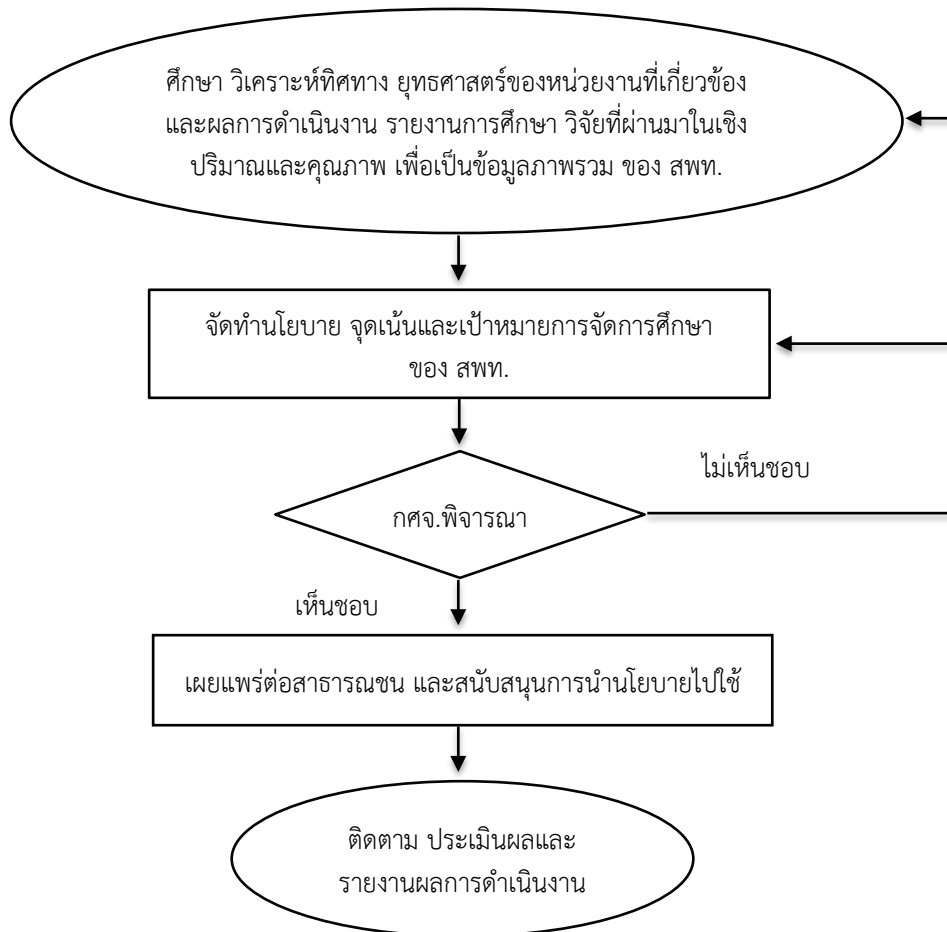 ศึกษา วิเคราะห์ทิศทาง ยุทธศาสตร์ของหน่วยงานที่เกี่ยวข้อง
และผลการดำเนินงาน รายงานการศึกษา วิจัยที่ผ่านมาในเชิง
ปริมาณและคุณภาพ เพื่อเป็นข้อมูลภาพรวม ของ สพท.
จัดทำนโยบาย จุดเน้นและเป้าหมายการจัดการศึกษา
ของ สพท.
ไม่เห็นชอบ
กศจ.พิจารณา
เห็นชอบ
เผยแพร่ต่อสาธารณชน และสนับสนุนการนำนโยบายไปใช้
ติดตาม ประเมินผลและ
รายงานผลการดำเนินงาน